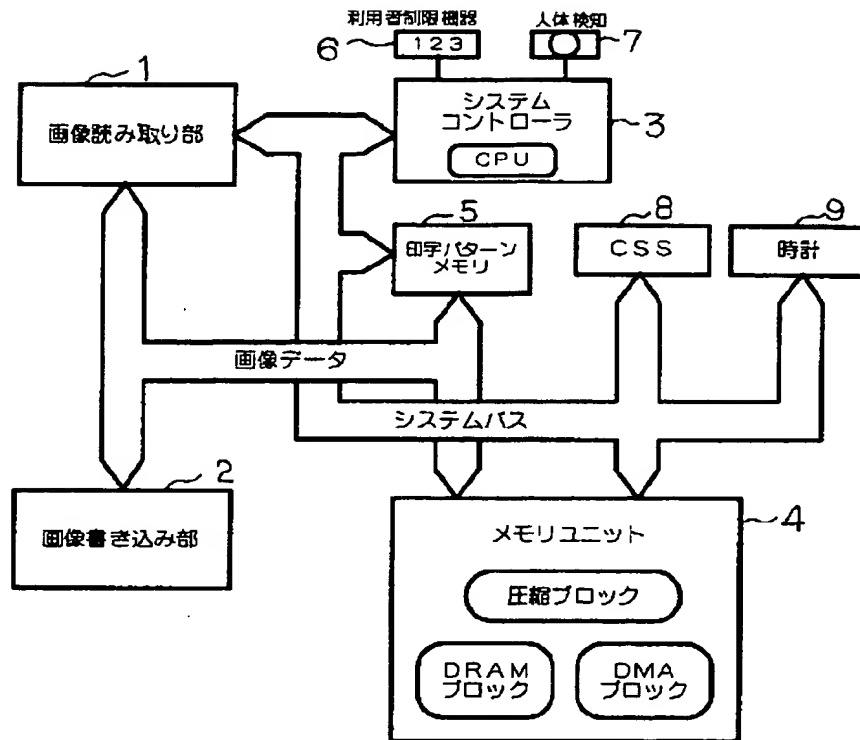 利用者制限機器
人体検知
6
123
7
1
画像読み取り部
システム
コントローラ
CPU
3
5
印字パターン
メモリ
8
CSS
9
時計
画像データ
システムバス
2
画像書き込み部
4
メモリユニット
圧縮ブロック
DRAM
ブロック
DMA
ブロック